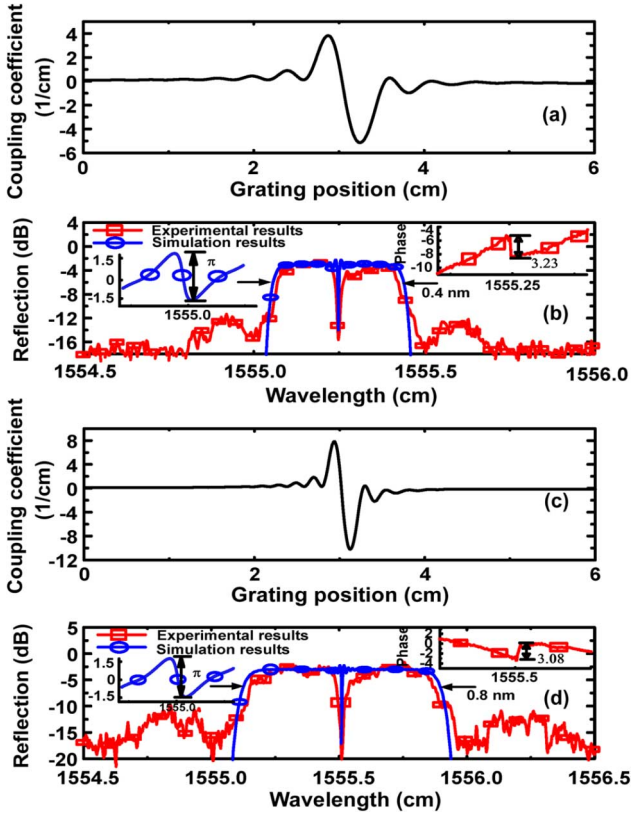 Coupling coefficient
(1/cm)
4
2
0
-2
-4
-6
0
2
4
6
Grating position (cm)
(a)
Reflection (dB)
4
0
-4
-8
-12
-16
Experimental results
Simulation results
1.5
0
-1.5
π
1555.0
Phase
-4
-6
-8
-10
3.23
1555.25
0.4 nm
(b)
1554.5
1555.0
1555.5
1556.0
Wavelength (cm)
Coupling coefficient
(1/cm)
8
4
0
-4
-8
-12
0
2
4
6
Grating position (cm)
(c)
Reflection (dB)
5
0
-5
-10
-15
-20
Experimental results
Simulation results
1.5
0
-1.5
π
1555.0
Phase
2
0
-2
-4
3.08
1555.5
0.8 nm
(d)
1554.5
1555.0
1555.5
1556.0
1556.5
Wavelength (cm)